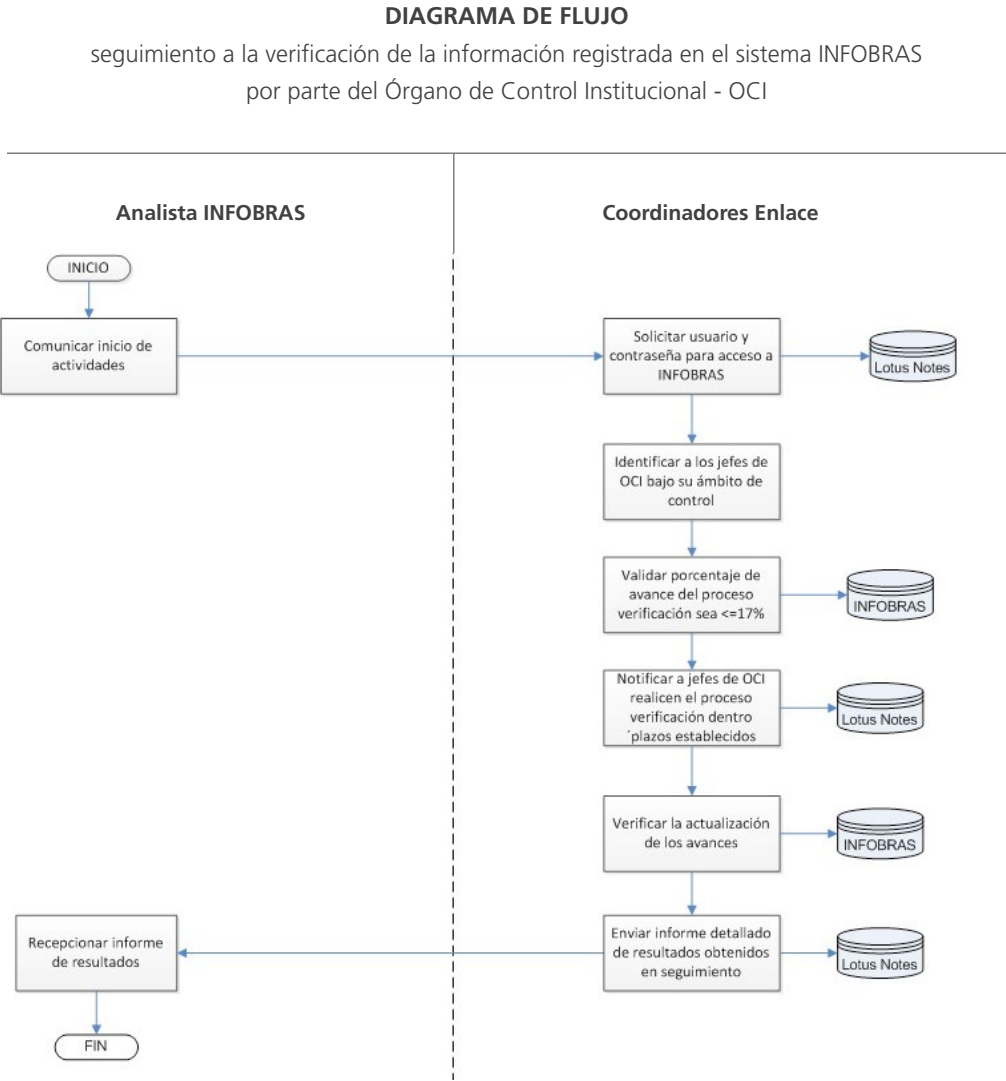 DIAGRAMA DE FLUJO
seguimiento a la verificación de la información registrada en el sistema INFOBRAS
por parte del Órgano de Control Institucional - OCI
Analista INFOBRAS
Coordinadores Enlace
INICIO
Comunicar inicio de
actividades
Solicitar usuario y
contraseña para acceso a
INFOBRAS
Lotus Notes
Identificar a los jefes de
OCI bajo su ámbito de
control
Validar porcentaje de
avance del proceso
verificación sea <=17%
INFOBRAS
Notificar a jefes de OCI
realicen el proceso
verificación dentro
´plazos establecidos
Lotus Notes
Verificar la actualización
de los avances
INFOBRAS
Enviar informe detallado
de resultados obtenidos
en seguimiento
Lotus Notes
Recepcionar informe
de resultados
FIN